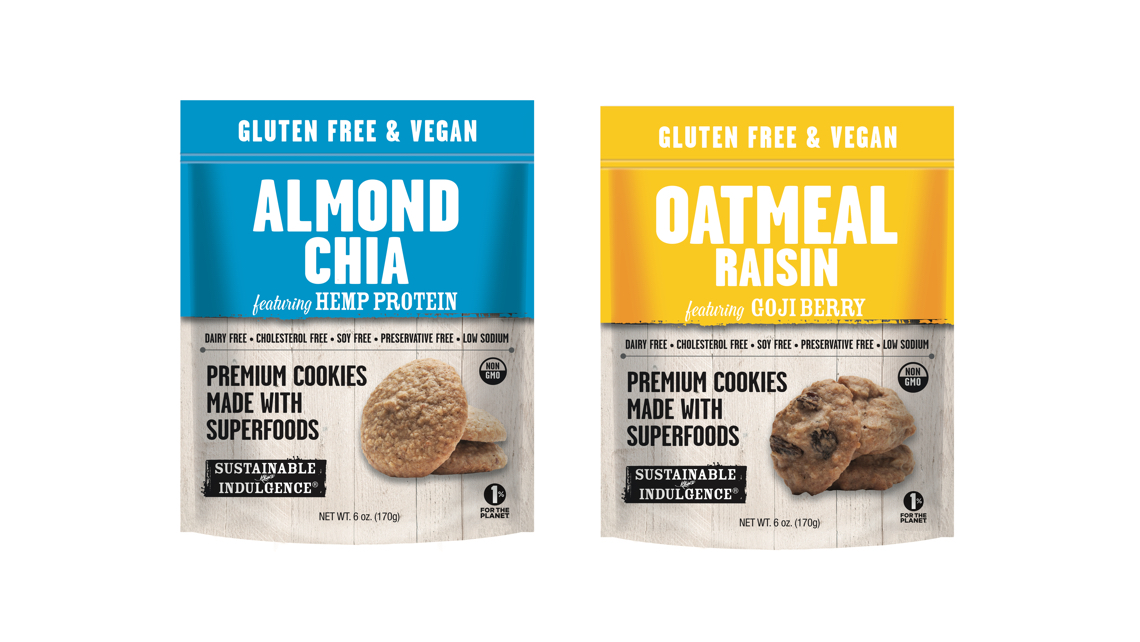 GLUTEN FREE & VEGAN
ALMOND
CHIA
featuring HEMP PROTEIN
DAIRY FREE • CHOLESTEROL FREE • SOY FREE • PRESERVATIVE FREE • LOW SODIUM
PREMIUM COOKIES
MADE WITH
SUPERFOODS
NON
GMO
SUSTAINABLE
INDULGENCE®
1%
FOR THE
PLANET
NET WT. 6 oz. (170g)
GLUTEN FREE & VEGAN
OATMEAL
RAISIN
featuring GOJI BERRY
DAIRY FREE • CHOLESTEROL FREE • SOY FREE • PRESERVATIVE FREE • LOW SODIUM
PREMIUM COOKIES
MADE WITH
SUPERFOODS
NON
GMO
SUSTAINABLE
INDULGENCE®
1%
FOR THE
PLANET
NET WT. 6 oz. (170g)